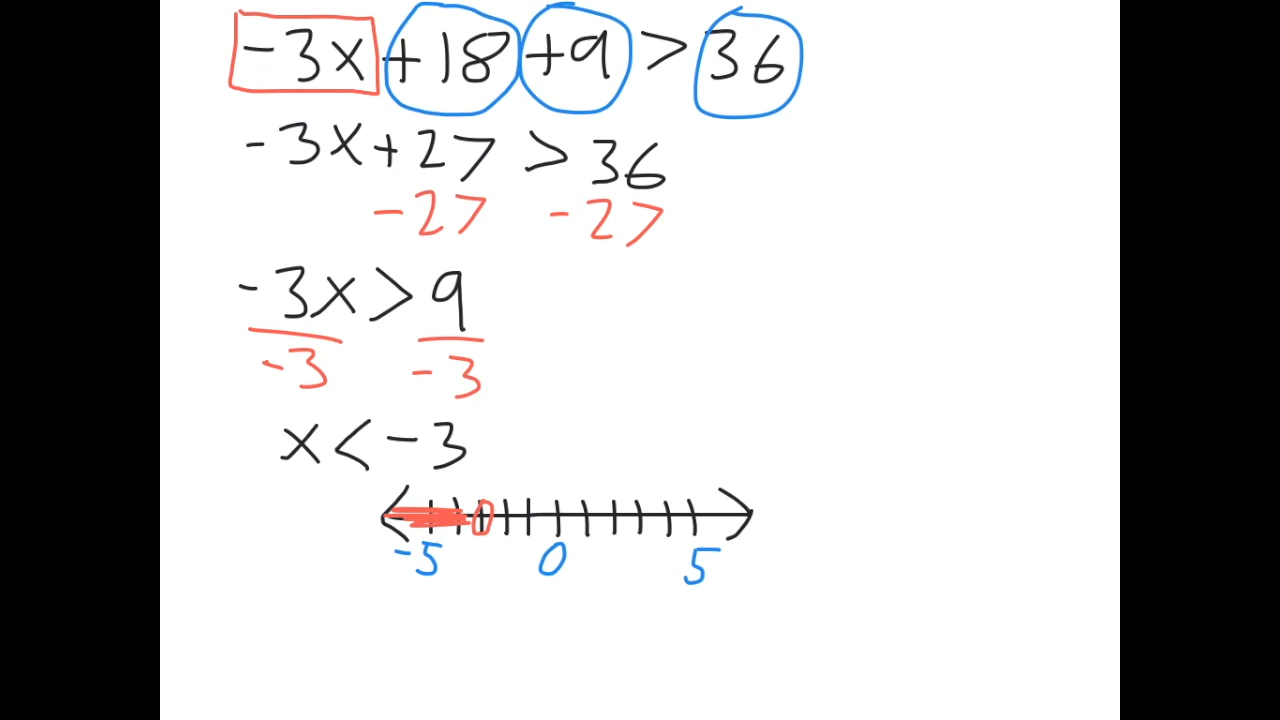 -3x +18 +9 > 36
-3x + 27 > 36
-27 -27
-3x > 9
-3 -3
x < -3
-5 0 5